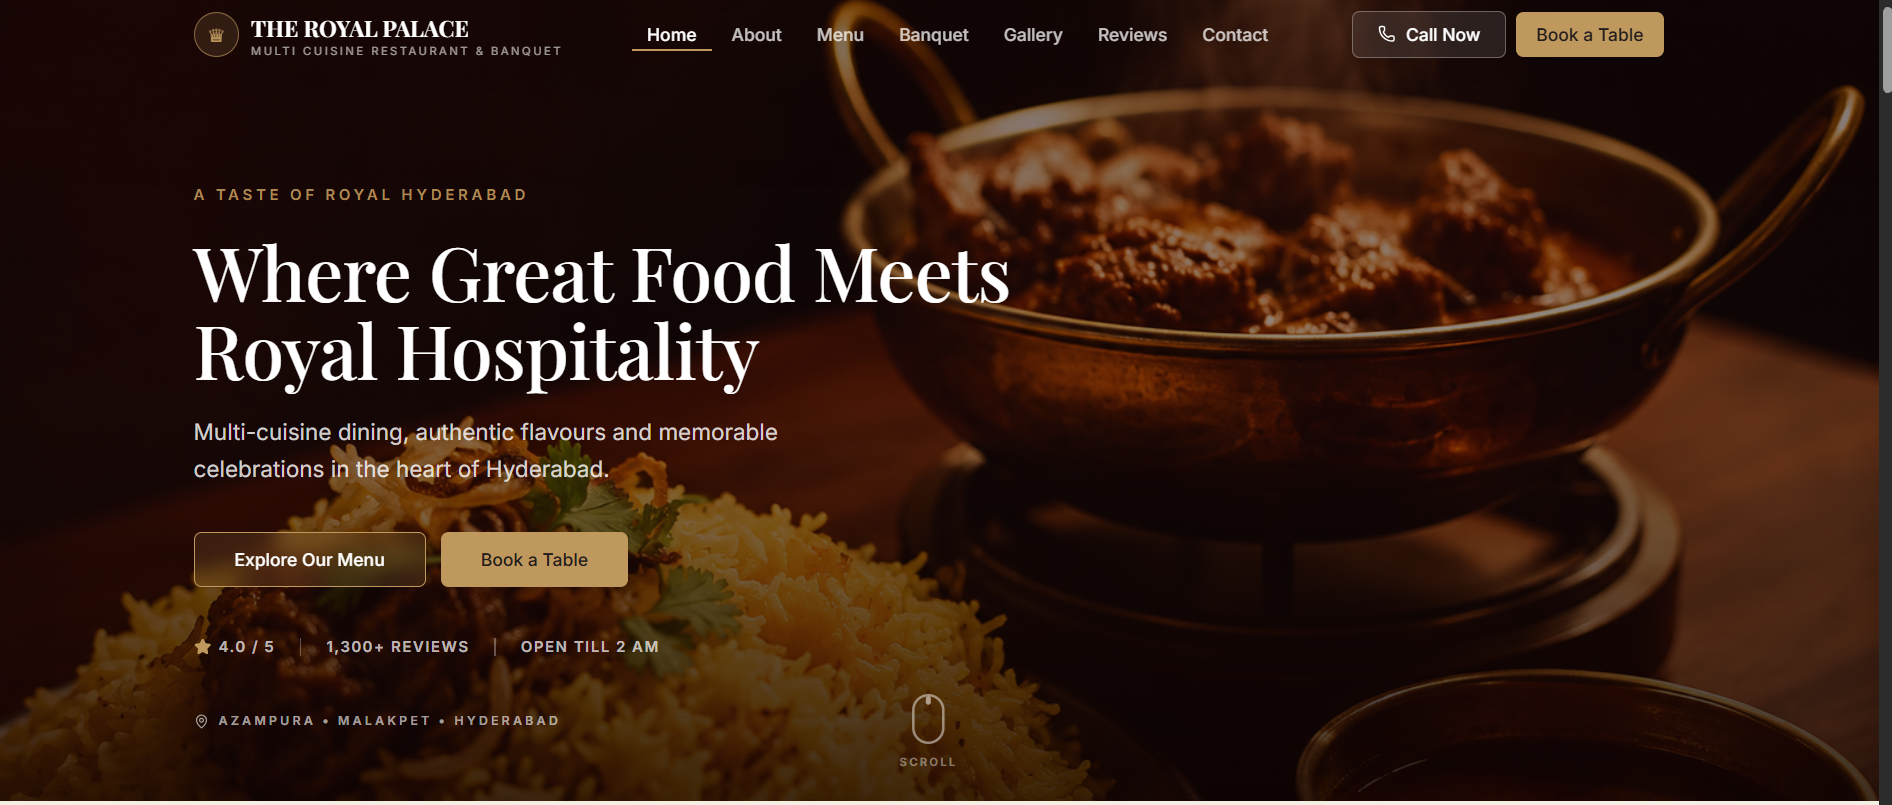 THE ROYAL PALACE
MULTI CUISINE RESTAURANT & BANQUET
Home
About
Menu
Banquet
Gallery
Reviews
Contact
Call Now
Book a Table
A TASTE OF ROYAL HYDERABAD
Where Great Food Meets
Royal Hospitality
Multi-cuisine dining, authentic flavours and memorable
celebrations in the heart of Hyderabad.
Explore Our Menu
Book a Table
4.0 / 5
1,300+ REVIEWS
OPEN TILL 2 AM
AZAMPURA • MALAKPET • HYDERABAD
SCROLL